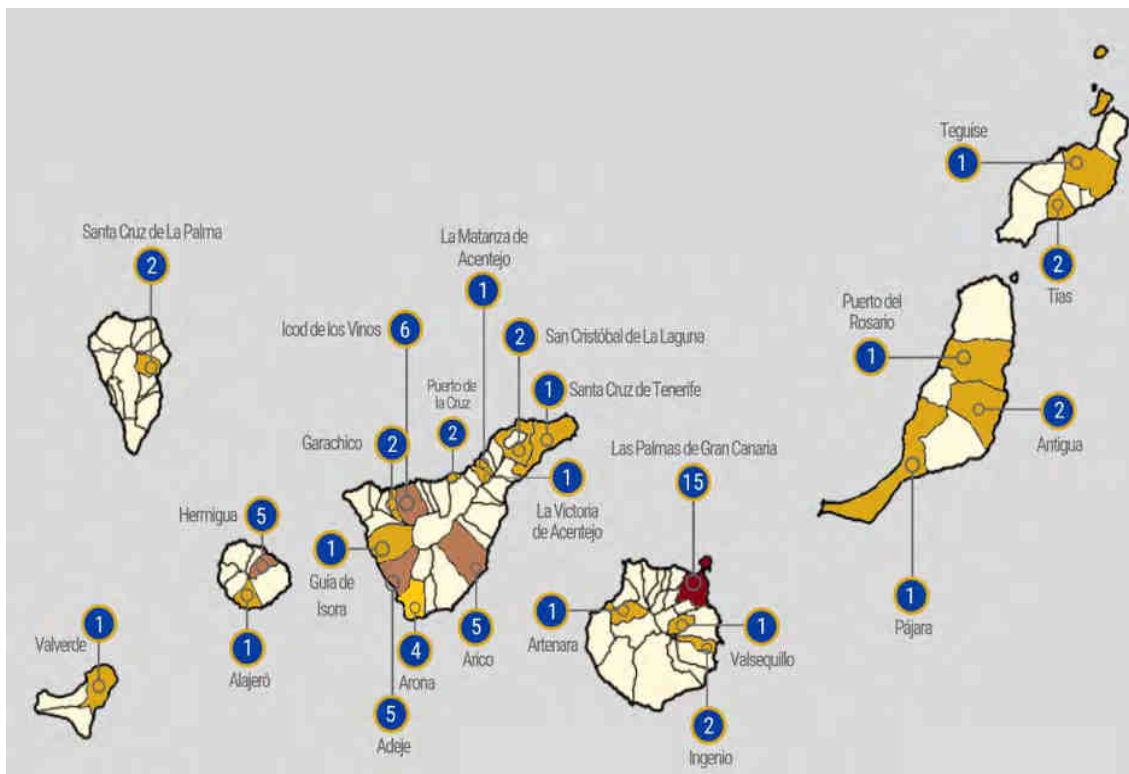 Teguise
1
2
Tías
Santa Cruz de La Palma
2
La Matanza de
Acentejo
1
Puerto del
Rosario
1
Icod de los Vinos
6
2
San Cristóbal de La Laguna
Puerto de
la Cruz
2
1
Santa Cruz de Tenerife
2
Antigua
Garachico
2
Las Palmas de Gran Canaria
15
1
La Victoria
de Acentejo
Hermigua
5
1
Guía de
Isora
1
Pájara
1
Artenara
1
Valsequillo
Valverde
1
1
Alajeró
4
Arona
5
Arico
5
Adeje
2
Ingenio